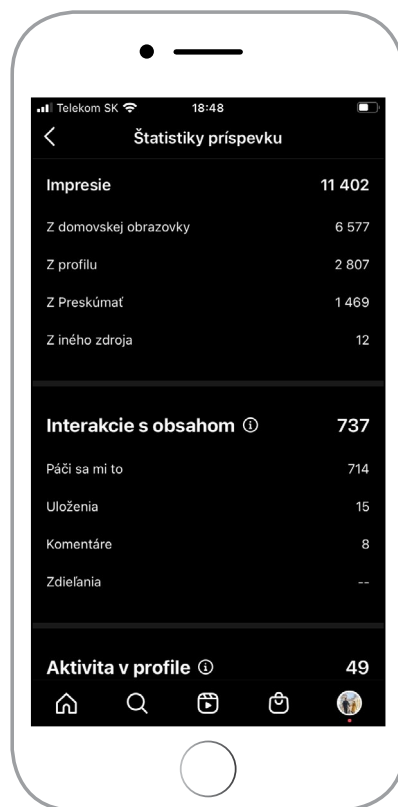 Telekom SK 18:48
Štatistiky príspevku
Impresie 11 402
Z domovskej obrazovky 6 577
Z profilu 2 807
Z Preskúmať 1 469
Z iného zdroja 12
Interakcie s obsahom 737
Páči sa mi to 714
Uloženia 15
Komentáre 8
Zdieľania --
Aktivita v profile 49